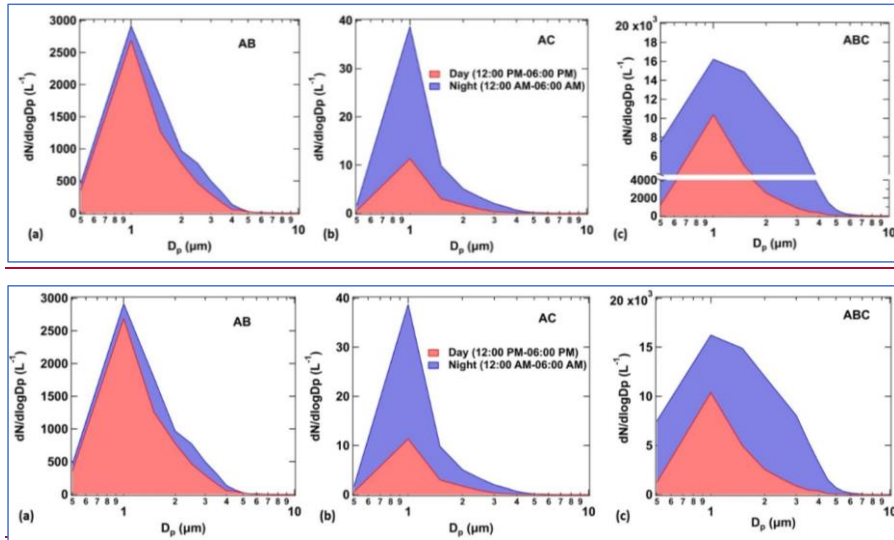 3000
2500
2000
1500
1000
500
0
dN/dlogDp (L⁻¹)
AB
(a)
5 6 7 8 9 1 2 3 4 5 6 7 8 9 10
Dₚ (µm)
40
30
20
10
0
dN/dlogDp (L⁻¹)
AC
Day (12:00 PM-06:00 PM)
Night (12:00 AM-06:00 AM)
(b)
5 6 7 8 9 1 2 3 4 5 6 7 8 9 10
Dₚ (µm)
20 x10³
18
16
14
12
10
8
6
4000
2000
0
dN/dlogDp (L⁻¹)
ABC
(c)
5 6 7 8 9 1 2 3 4 5 6 7 8 9 10
Dₚ (µm)
3000
2500
2000
1500
1000
500
0
dN/dlogDp (L⁻¹)
AB
(a)
5 6 7 8 9 1 2 3 4 5 6 7 8 9 10
Dₚ (µm)
40
30
20
10
0
dN/dlogDp (L⁻¹)
AC
Day (12:00 PM-06:00 PM)
Night (12:00 AM-06:00 AM)
(b)
5 6 7 8 9 1 2 3 4 5 6 7 8 9 10
Dₚ (µm)
20 x10³
15
10
5
0
dN/dlogDp (L⁻¹)
ABC
(c)
5 6 7 8 9 1 2 3 4 5 6 7 8 9 10
Dₚ (µm)